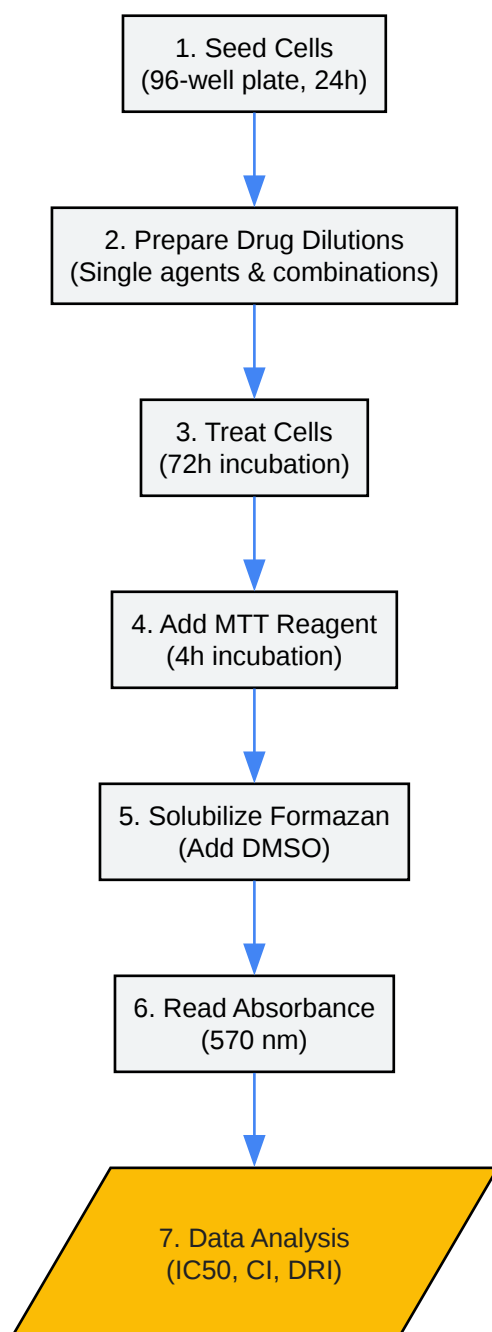 1. Seed Cells
(96-well plate, 24h)
2. Prepare Drug Dilutions
(Single agents & combinations)
3. Treat Cells
(72h incubation)
4. Add MTT Reagent
(4h incubation)
5. Solubilize Formazan
(Add DMSO)
6. Read Absorbance
(570 nm)
7. Data Analysis
(IC50, CI, DRI)